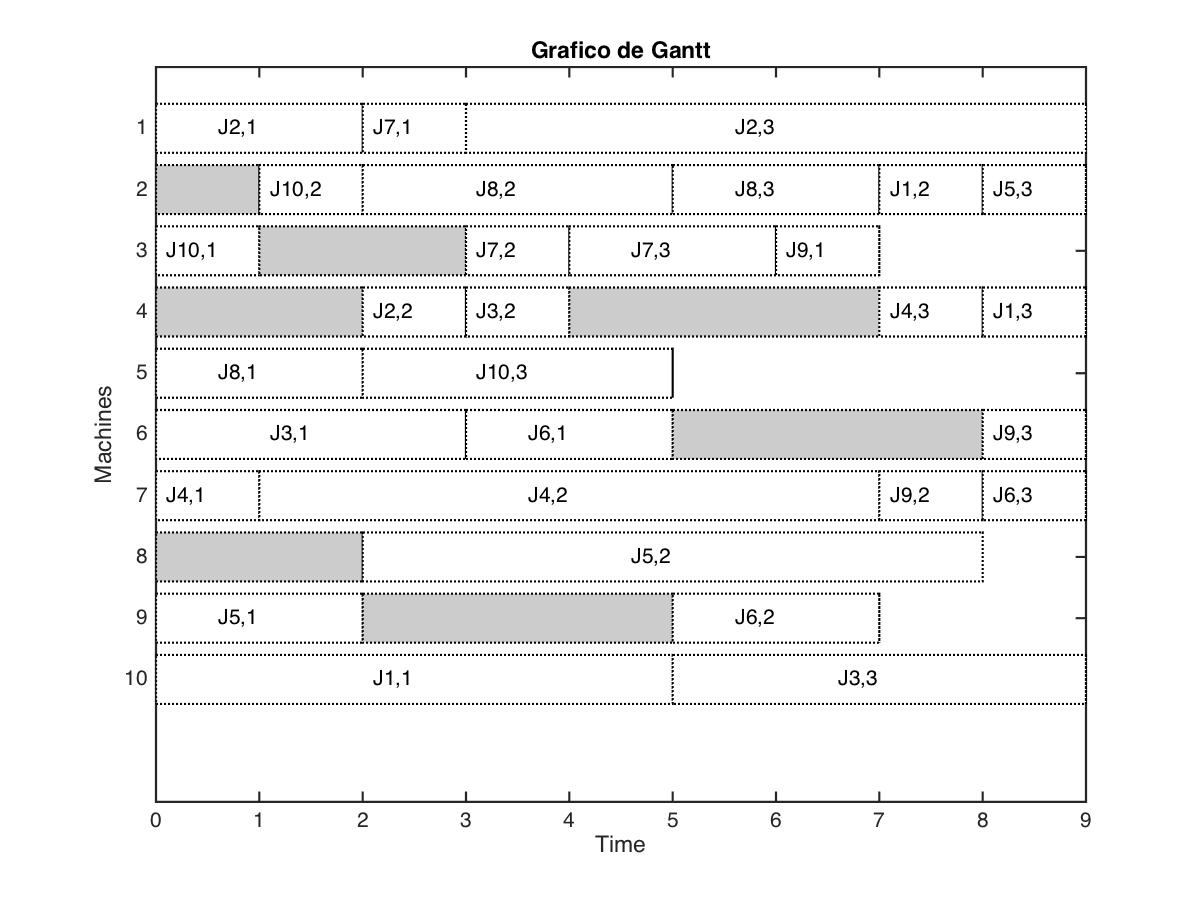 Grafico de Gantt
1 J2,1 J7,1 J2,3
2 J10,2 J8,2 J8,3 J1,2 J5,3
3 J10,1 J7,2 J7,3 J9,1
4 J2,2 J3,2 J4,3 J1,3
5 J8,1 J10,3
6 J3,1 J6,1 J9,3
7 J4,1 J4,2 J9,2 J6,3
8 J5,2
9 J5,1 J6,2
10 J1,1 J3,3
Machines
0 1 2 3 4 5 6 7 8 9
Time